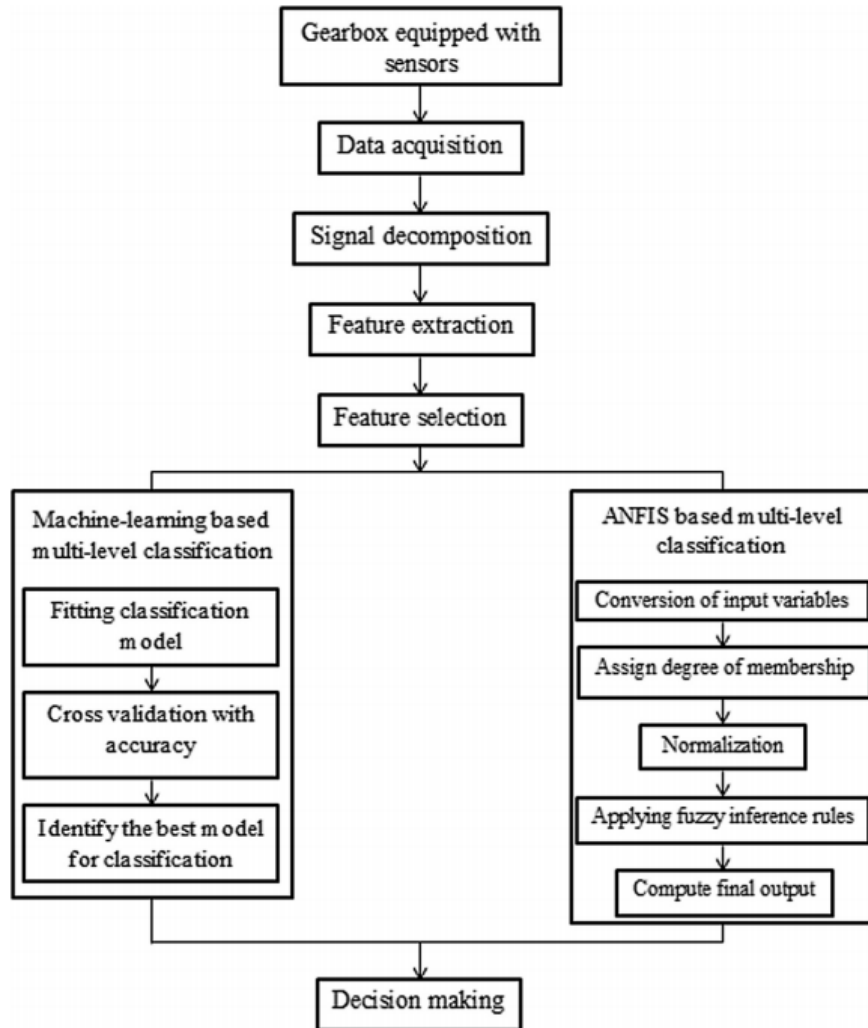 Gearbox equipped with
sensors
Data acquisition
Signal decomposition
Feature extraction
Feature selection
Machine-learning based
multi-level classification
Fitting classification
model
Cross validation with
accuracy
Identify the best model
for classification
ANFIS based multi-level
classification
Conversion of input variables
Assign degree of membership
Normalization
Applying fuzzy inference rules
Compute final output
Decision making